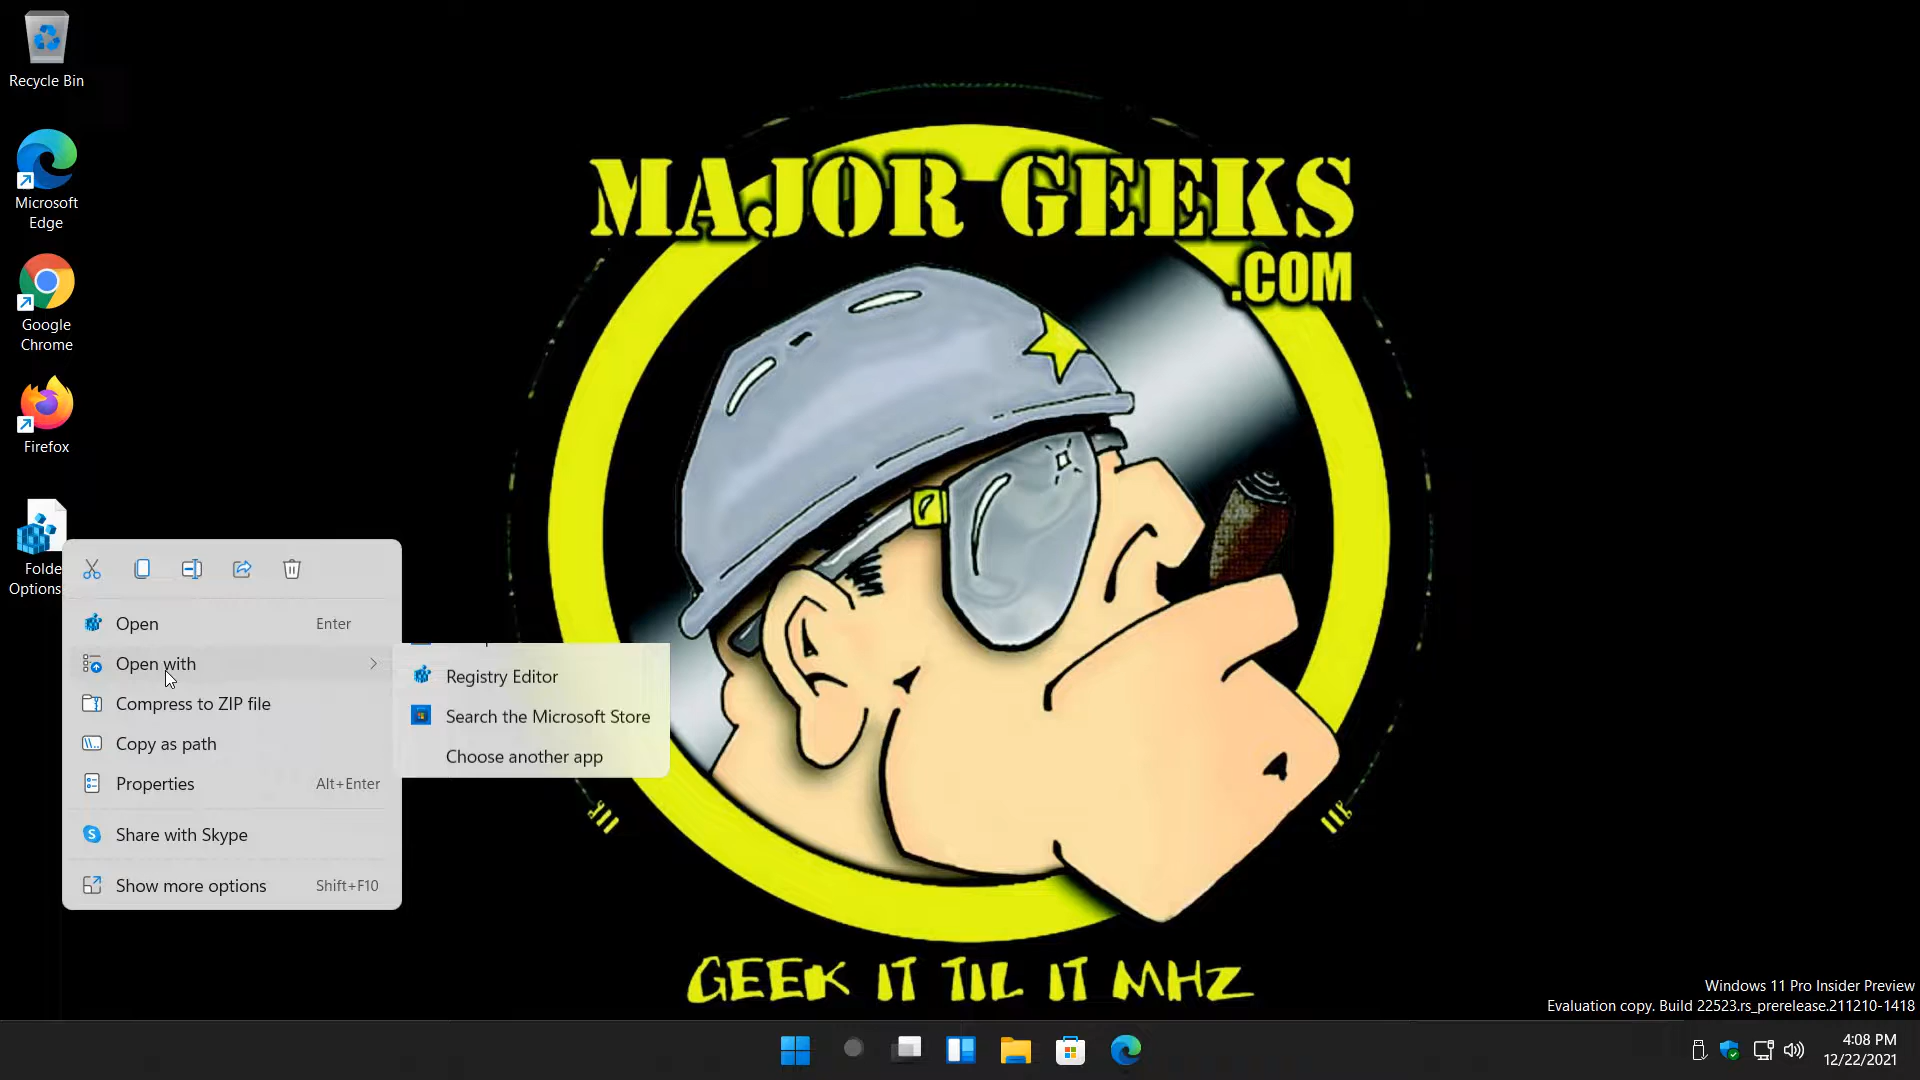 Recycle Bin
Microsoft
Edge
Google
Chrome
Firefox
Folde
Options
Open Enter
Open with
Compress to ZIP file
Copy as path
Properties Alt+Enter
Share with Skype
Show more options Shift+F10
Registry Editor
Search the Microsoft Store
Choose another app
MAJOR GEEKS
.COM
GEEK IT TIL IT MHZ
Windows 11 Pro Insider Preview
Evaluation copy. Build 22523.rs_prerelease.211210-1418
4:08 PM
12/22/2021